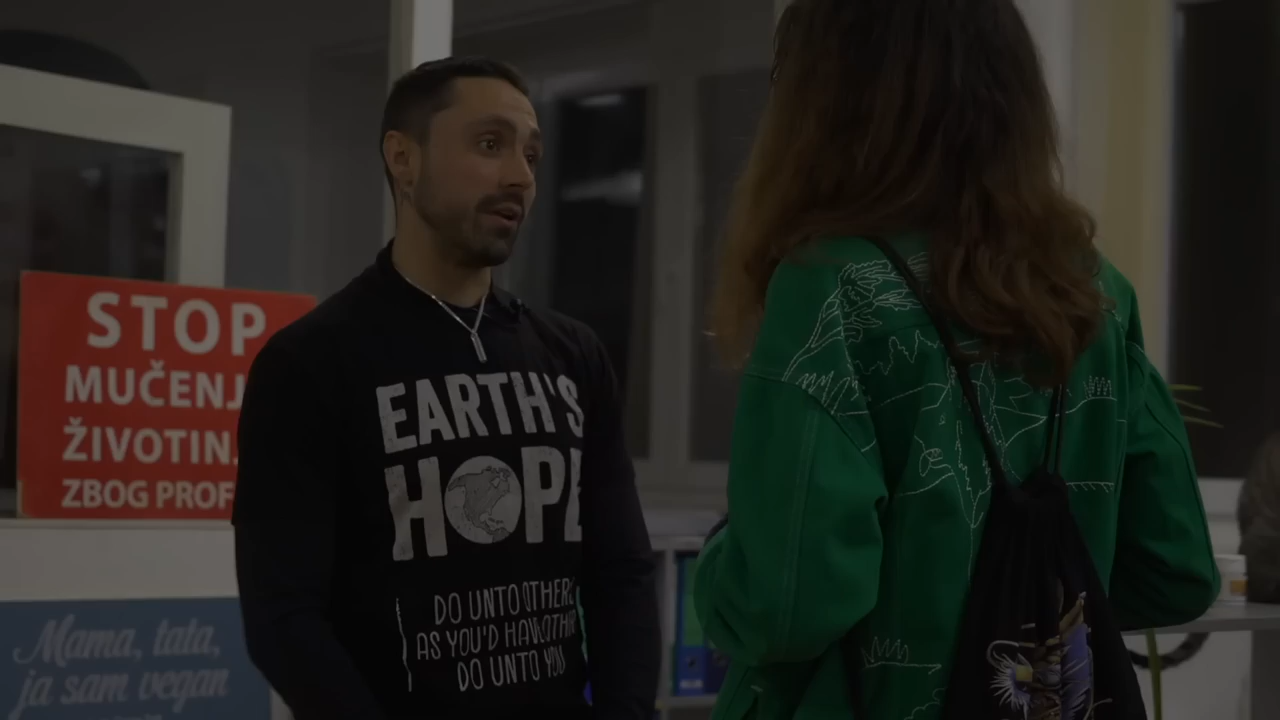 STOP
MUČENJ
ŽIVOTINJ
ZBOG PROF
Mama, tata,
ja sam vegan
EARTH'S
HOPE
DO UNTO OTHERS
AS YOU'D HAVE OTHERS
DO UNTO YOU